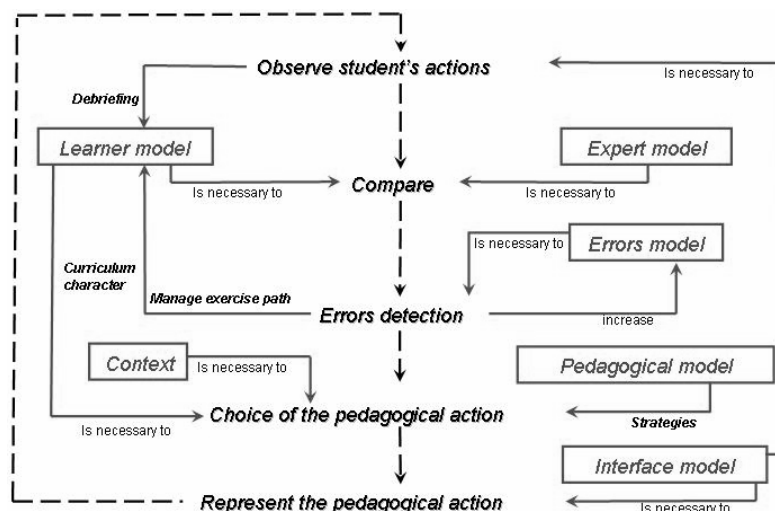 Observe student's actions
Is necessary to
Debriefing
Learner model
Expert model
Is necessary to
Compare
Is necessary to
Is necessary to
Errors model
Curriculum
character
Manage exercise path
Errors detection
increase
Context
Is necessary to
Pedagogical model
Choice of the pedagogical action
Is necessary to
Strategies
Interface model
Represent the pedagogical action
Is necessary to